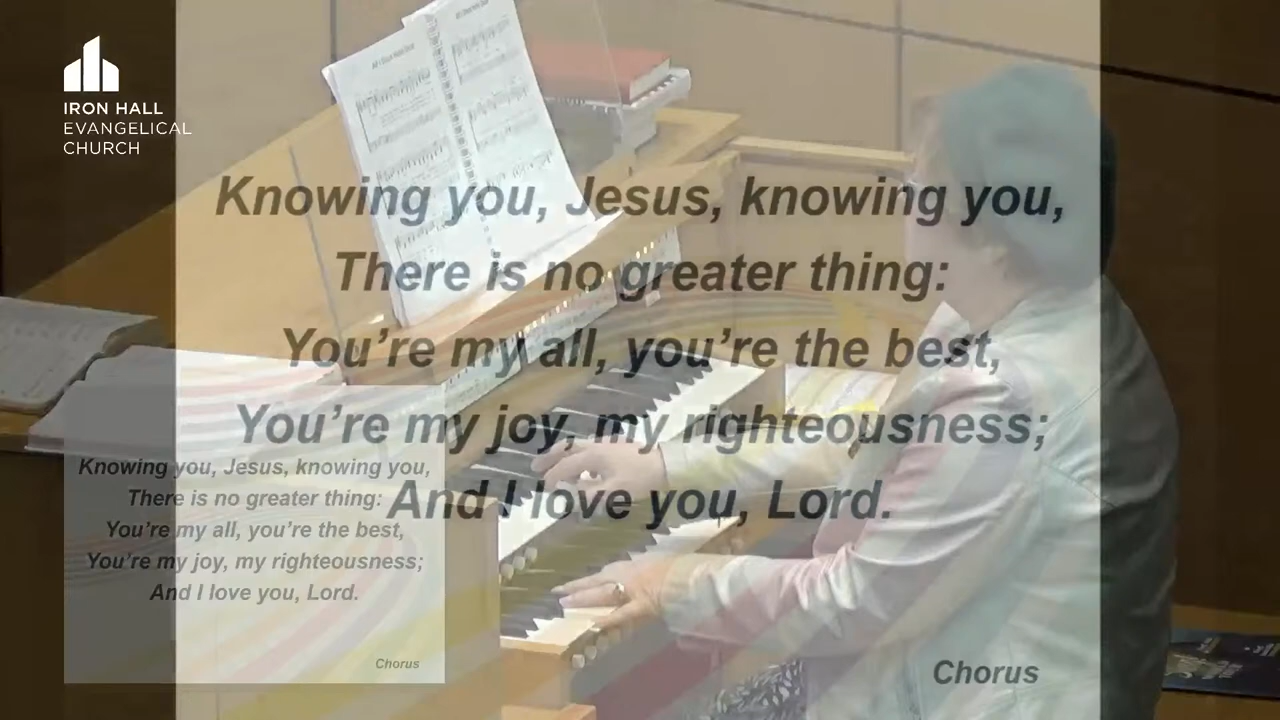 IRON HALL
EVANGELICAL
CHURCH
Knowing you, Jesus, knowing you,
There is no greater thing:
You're my all, you're the best,
You're my joy, my righteousness;
And I love you, Lord.
Chorus
Knowing you, Jesus, knowing you,
There is no greater thing:
You're my all, you're the best,
You're my joy, my righteousness;
And I love you, Lord.
Chorus